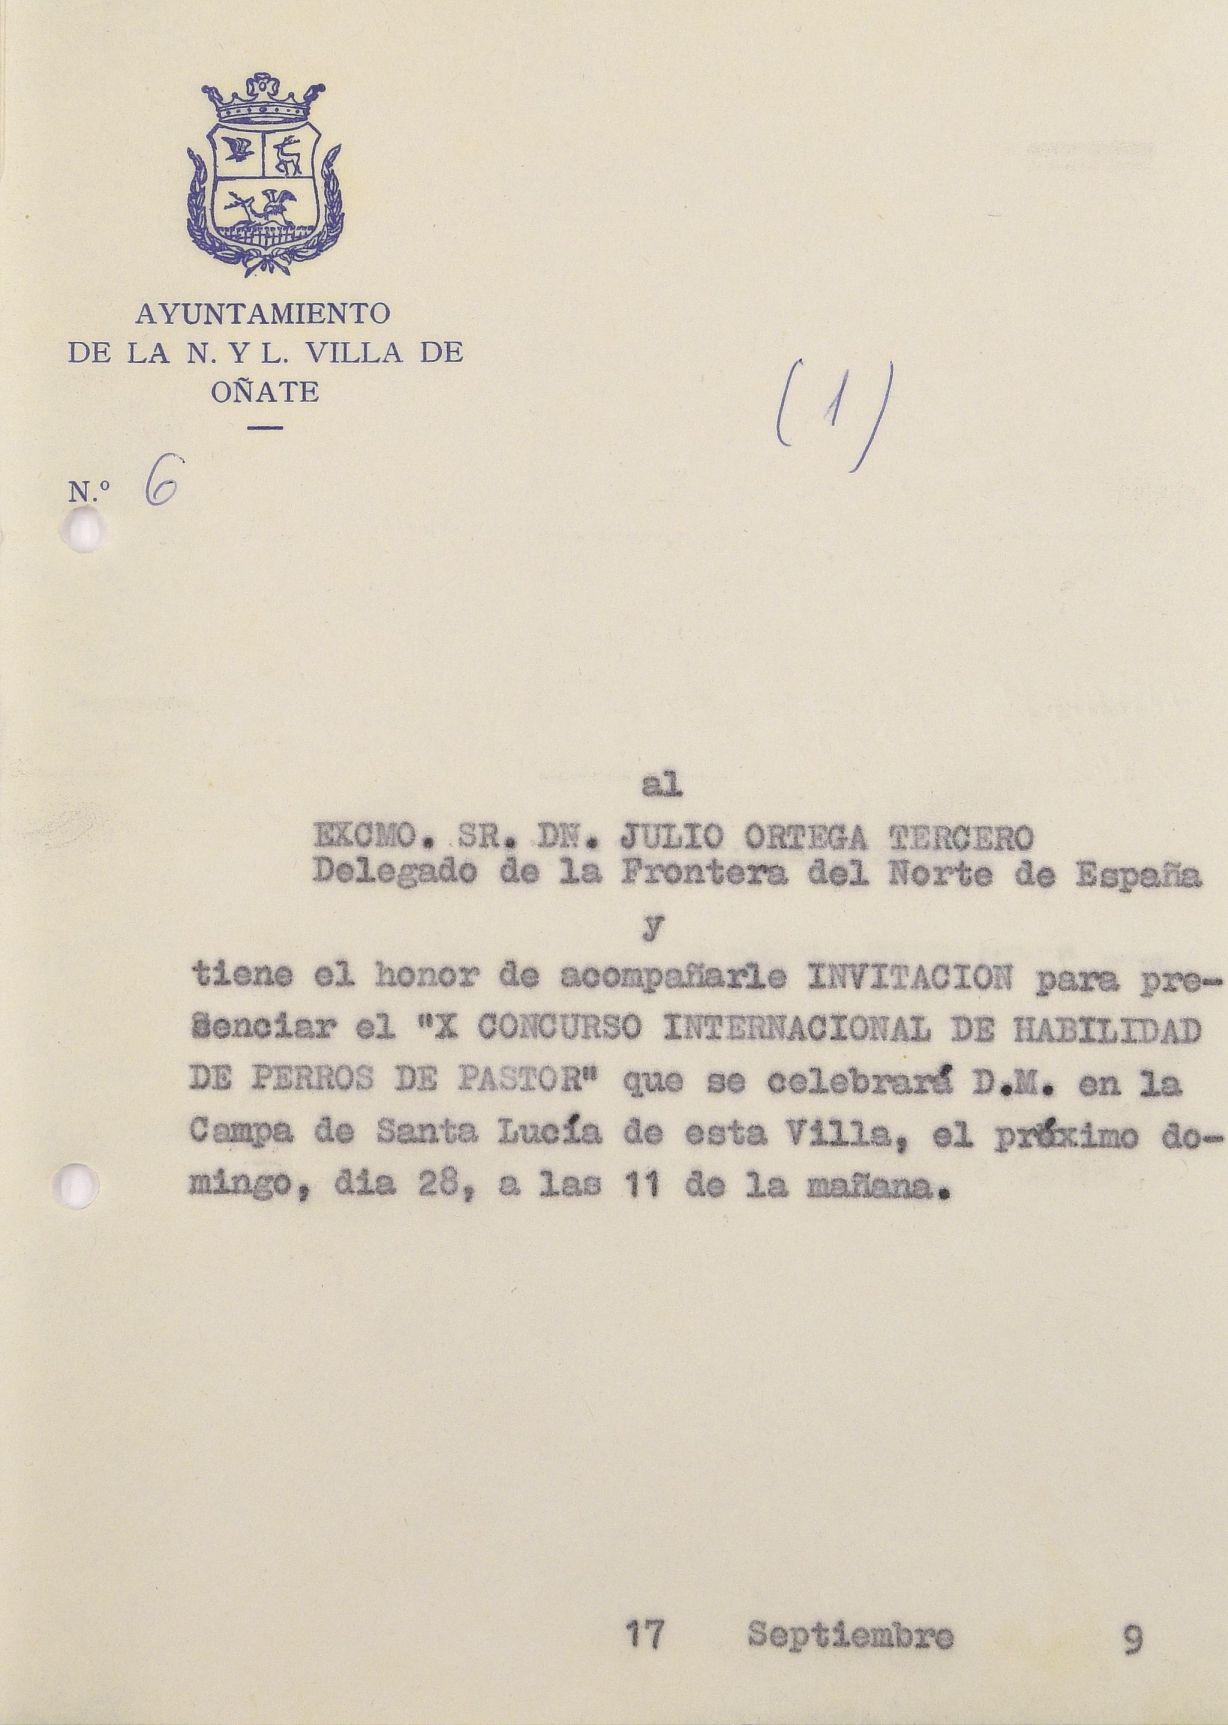 AYUNTAMIENTO
DE LA N. Y L. VILLA DE
OÑATE
(1)
N.º 6
al
EXCMO. SR. DN. JULIO ORTEGA TERCERO
Delegado de la Frontera del Norte de España
y
tiene el honor de acompañarle INVITACION para pre-
senciar el "X CONCURSO INTERNACIONAL DE HABILIDAD
DE PERROS DE PASTOR" que se celebrará D.M. en la
Campa de Santa Lucía de esta Villa, el próximo do-
mingo, dia 28, a las 11 de la mañana.
17 Septiembre 9